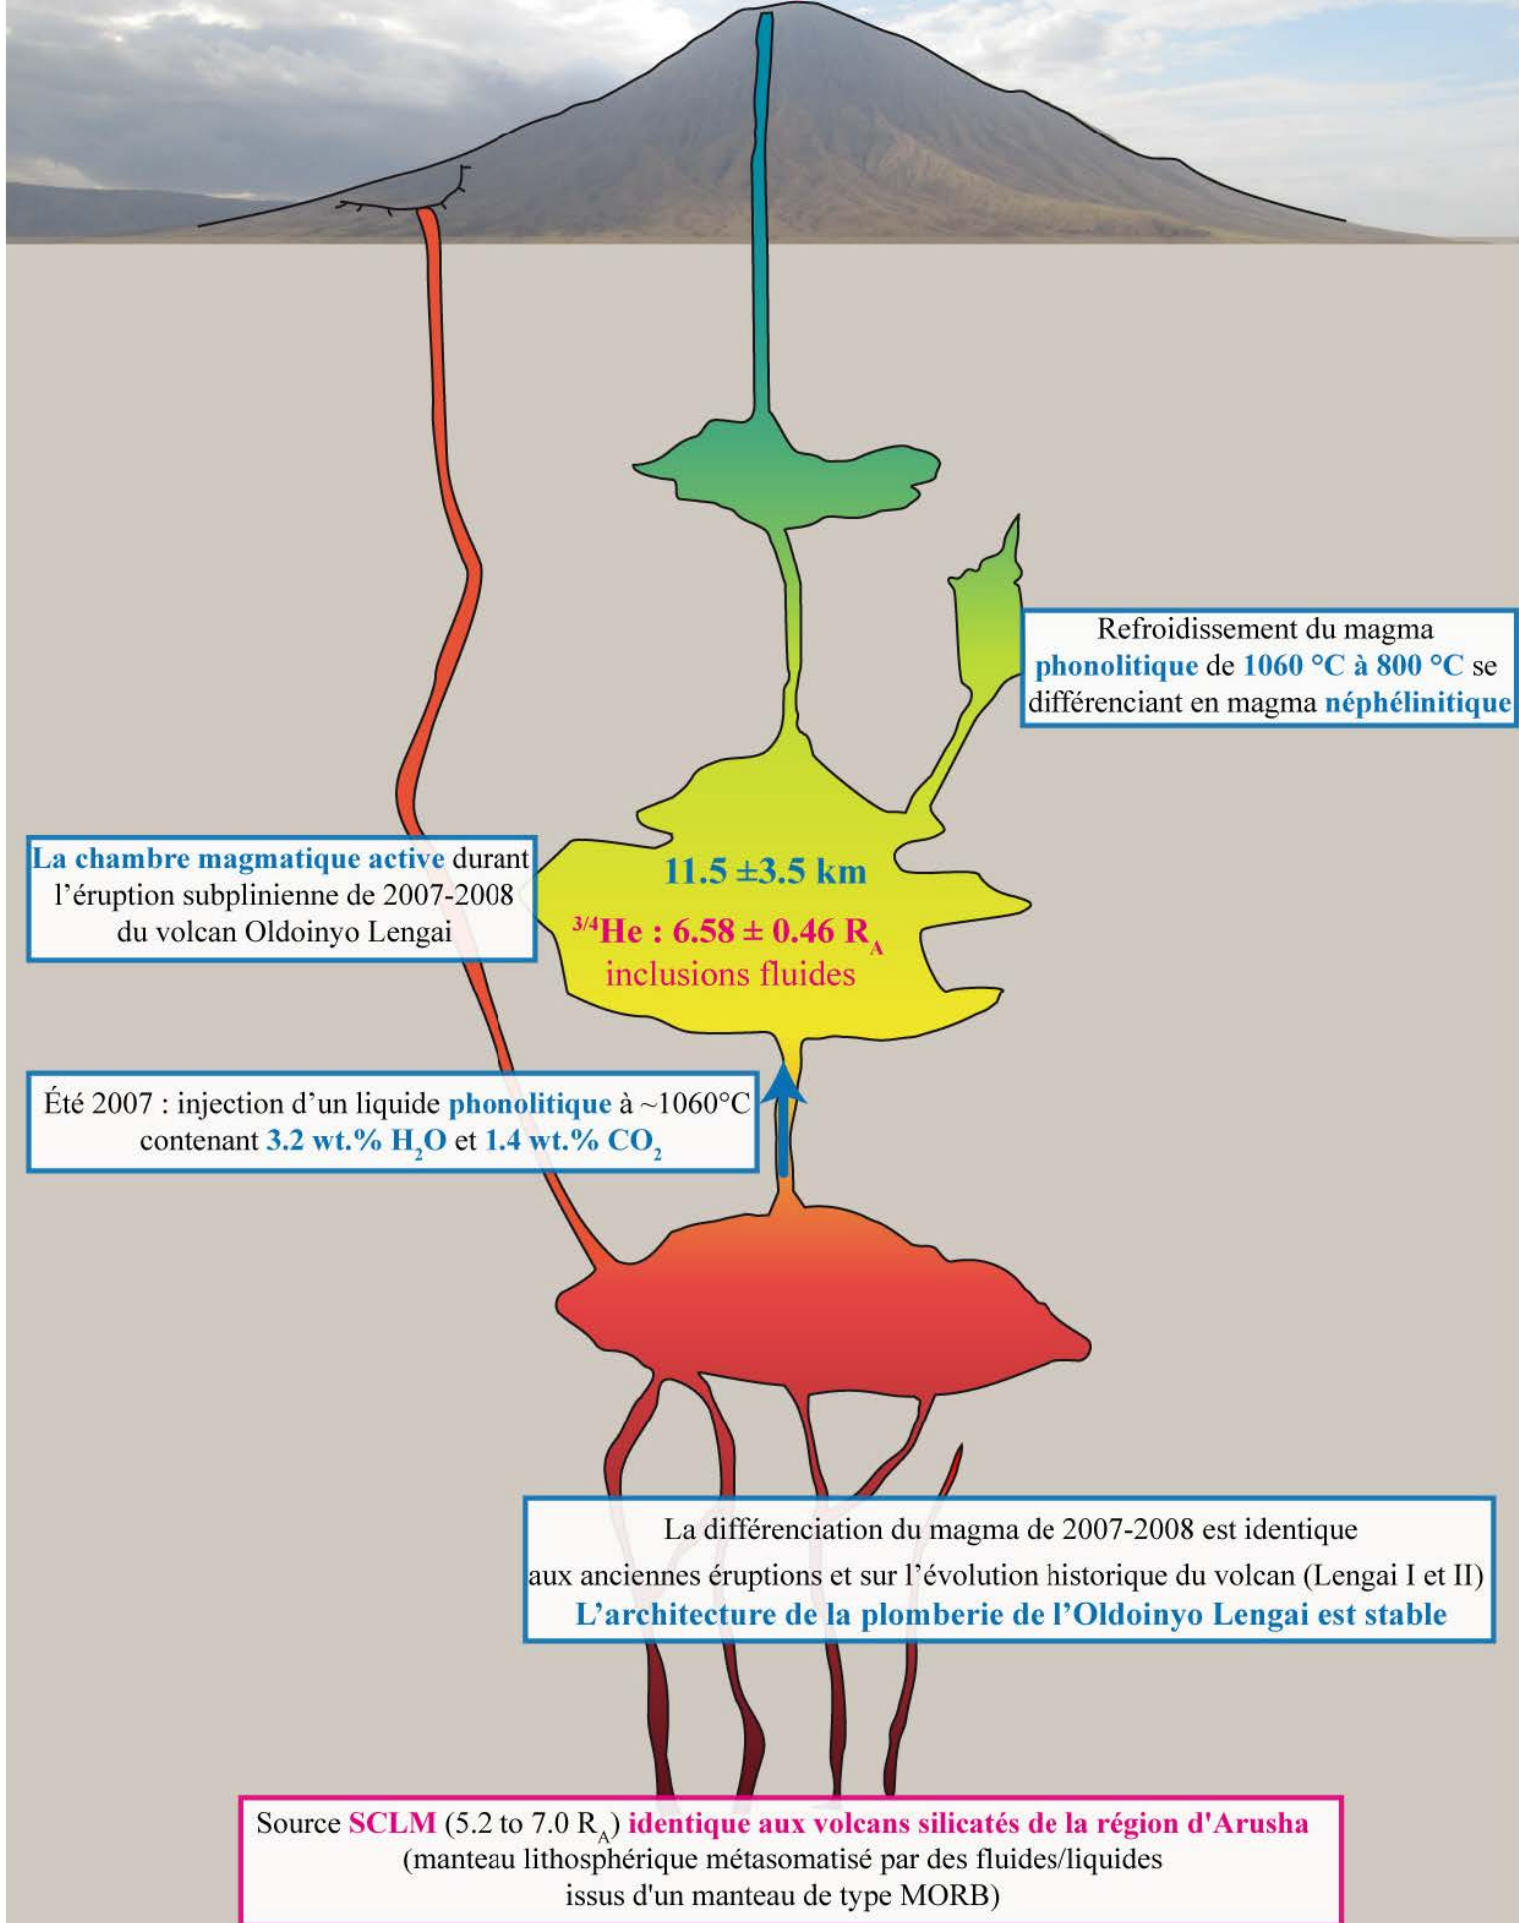 Refroidissement du magma
phonolitique de 1060 °C à 800 °C se
différenciant en magma néphélinitique
La chambre magmatique active durant
l’éruption subplinienne de 2007-2008
du volcan Oldoinyo Lengai
11.5 ±3.5 km
³/⁴He : 6.58 ± 0.46 R_A
inclusions fluides
Été 2007 : injection d’un liquide phonolitique à ~1060°C
contenant 3.2 wt.% H₂O et 1.4 wt.% CO₂
La différenciation du magma de 2007-2008 est identique
aux anciennes éruptions et sur l’évolution historique du volcan (Lengai I et II)
L’architecture de la plomberie de l’Oldoinyo Lengai est stable
Source SCLM (5.2 to 7.0 R_A) identique aux volcans silicatés de la région d'Arusha
(manteau lithosphérique métasomatisé par des fluides/liquides
issus d'un manteau de type MORB)